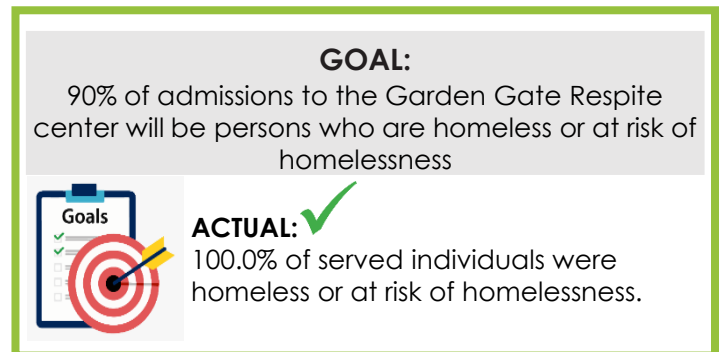 GOAL:
90% of admissions to the Garden Gate Respite
center will be persons who are homeless or at risk of
homelessness
Goals
ACTUAL:
100.0% of served individuals were
homeless or at risk of homelessness.